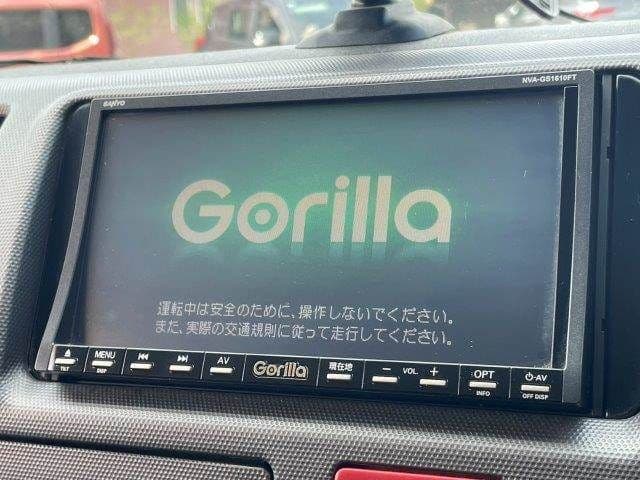 SANYO
NVA-GS1610FT
Gorilla
運転中は安全のために、操作しないでください。
また、実際の交通規則に従って走行してください。
TILT
MENU
DISP
AV
Gorilla
現在地
− VOL +
OPT
INFO
⏻-AV
OFF DISP